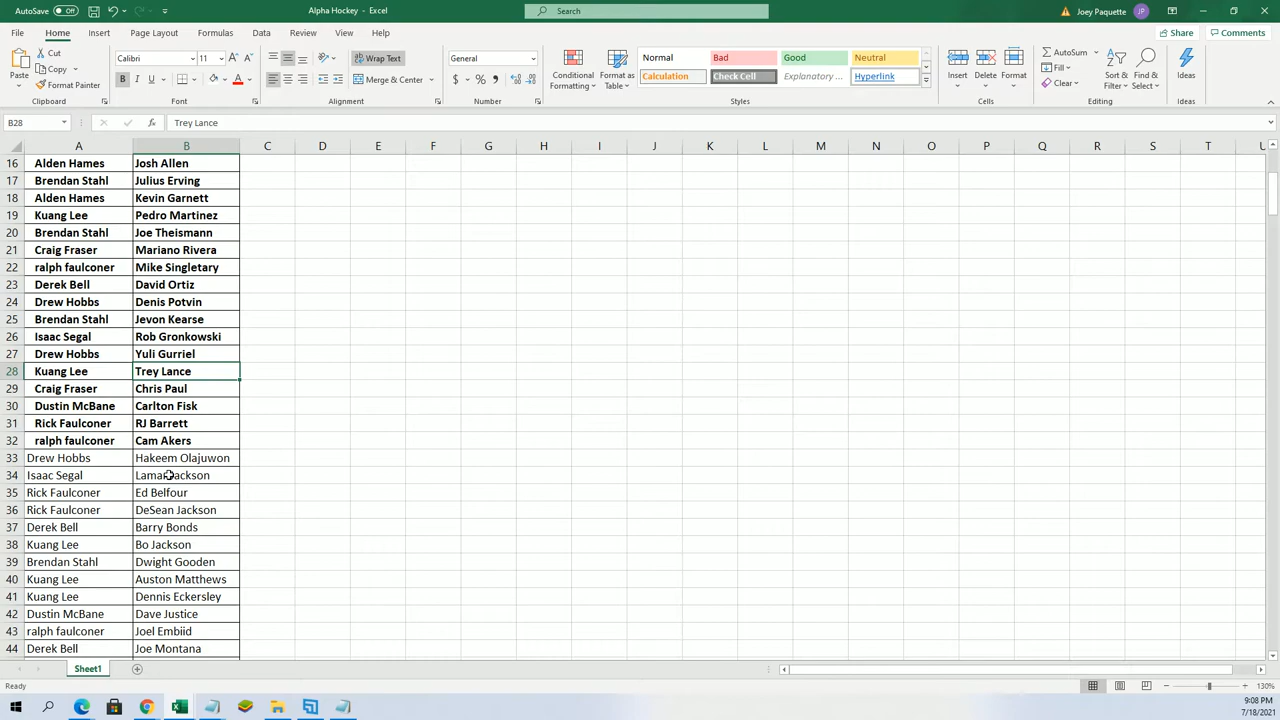 AutoSave Off Alpha Hockey - Excel Search Joey Paquette JP
File Home Insert Page Layout Formulas Data Review View Help Share Comments
Paste Cut Copy Format Painter Clipboard
Calibri 11 B I U A Font
Wrap Text Merge & Center Alignment
General $ % Number
Conditional Formatting Format as Table
Normal Bad Good Neutral
Calculation Check Cell Explanatory ... Hyperlink
Styles
Insert Delete Format Cells
AutoSum Fill Clear Sort & Filter Find & Select Editing
Ideas Ideas
B28 fx Trey Lance
A B C D E F G H I J K L M N O P Q R S T U
16 Alden Hames Josh Allen
17 Brendan Stahl Julius Erving
18 Alden Hames Kevin Garnett
19 Kuang Lee Pedro Martinez
20 Brendan Stahl Joe Theismann
21 Craig Fraser Mariano Rivera
22 ralph faulconer Mike Singletary
23 Derek Bell David Ortiz
24 Drew Hobbs Denis Potvin
25 Brendan Stahl Jevon Kearse
26 Isaac Segal Rob Gronkowski
27 Drew Hobbs Yuli Gurriel
28 Kuang Lee Trey Lance
29 Craig Fraser Chris Paul
30 Dustin McBane Carlton Fisk
31 Rick Faulconer RJ Barrett
32 ralph faulconer Cam Akers
33 Drew Hobbs Hakeem Olajuwon
34 Isaac Segal Lamar Jackson
35 Rick Faulconer Ed Belfour
36 Rick Faulconer DeSean Jackson
37 Derek Bell Barry Bonds
38 Kuang Lee Bo Jackson
39 Brendan Stahl Dwight Gooden
40 Kuang Lee Auston Matthews
41 Kuang Lee Dennis Eckersley
42 Dustin McBane Dave Justice
43 ralph faulconer Joel Embiid
44 Derek Bell Joe Montana
Sheet1
Ready 130%
9:08 PM
7/18/2021